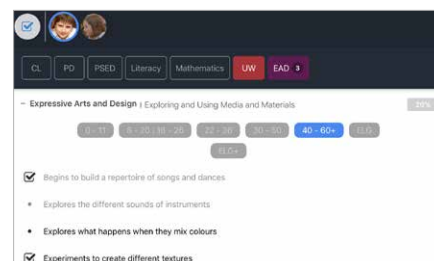 CL PD PSED Literacy Mathematics UW EAD 3
- Expressive Arts and Design | Exploring and Using Media and Materials 20%
0 - 11 8 - 20 | 16 - 26 22 - 36 30 - 50 40 - 60+ ELG
ELG+
Begins to build a repertoire of songs and dances
• Explores the different sounds of instruments
• Explores what happens when they mix colours
Experiments to create different textures